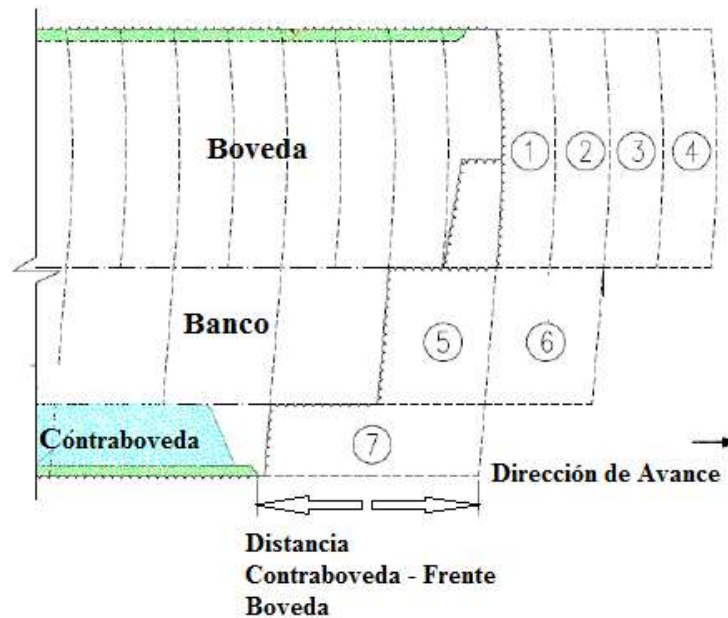 Boveda
1 2 3 4
Banco
5 6
Contraboveda
7
Dirección de Avance
Distancia
Contraboveda - Frente
Boveda